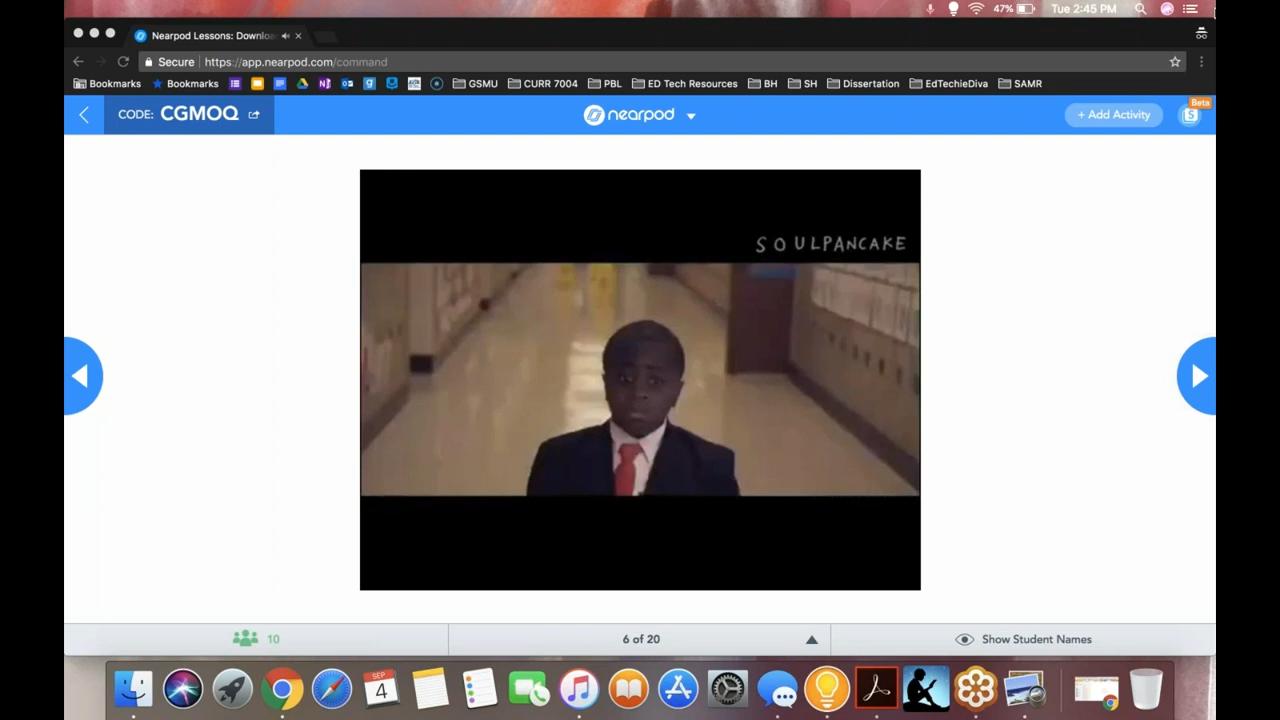 47% Tue 2:45 PM
Nearpod Lessons: Downloa
Secure https://app.nearpod.com/command
Bookmarks Bookmarks GSMU CURR 7004 PBL ED Tech Resources BH SH Dissertation EdTechieDiva SAMR
CODE: CGMOQ nearpod + Add Activity Beta S
SOULPANCAKE
10 6 of 20 Show Student Names
SEP
4